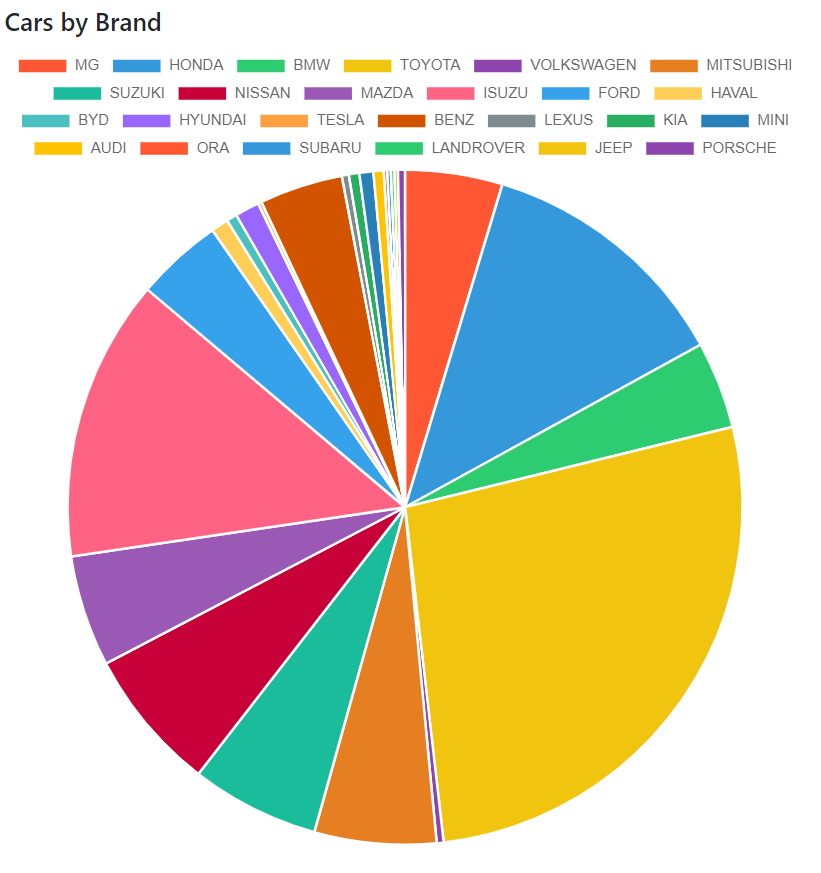 Cars by Brand
MG HONDA BMW TOYOTA VOLKSWAGEN MITSUBISHI
SUZUKI NISSAN MAZDA ISUZU FORD HAVAL
BYD HYUNDAI TESLA BENZ LEXUS KIA MINI
AUDI ORA SUBARU LANDROVER JEEP PORSCHE